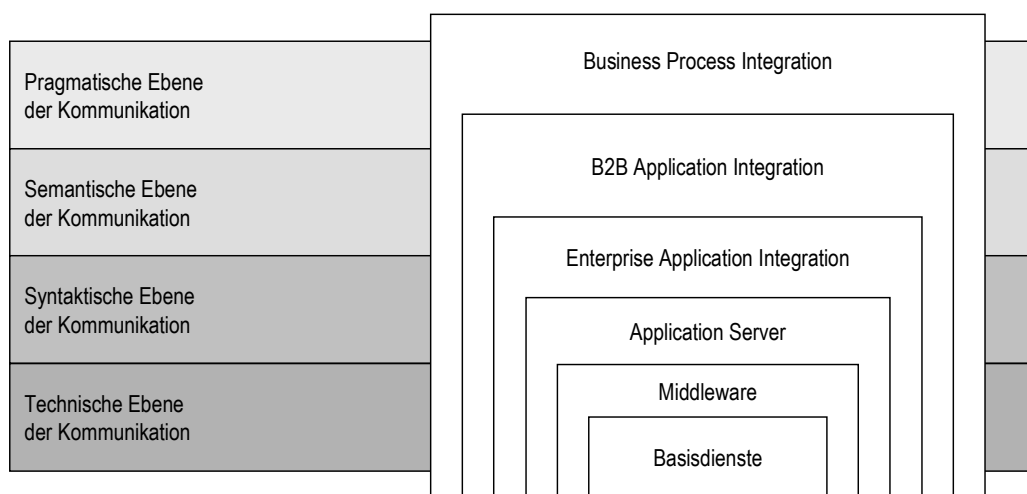 Pragmatische Ebene
der Kommunikation
Semantische Ebene
der Kommunikation
Syntaktische Ebene
der Kommunikation
Technische Ebene
der Kommunikation
Business Process Integration
B2B Application Integration
Enterprise Application Integration
Application Server
Middleware
Basisdienste